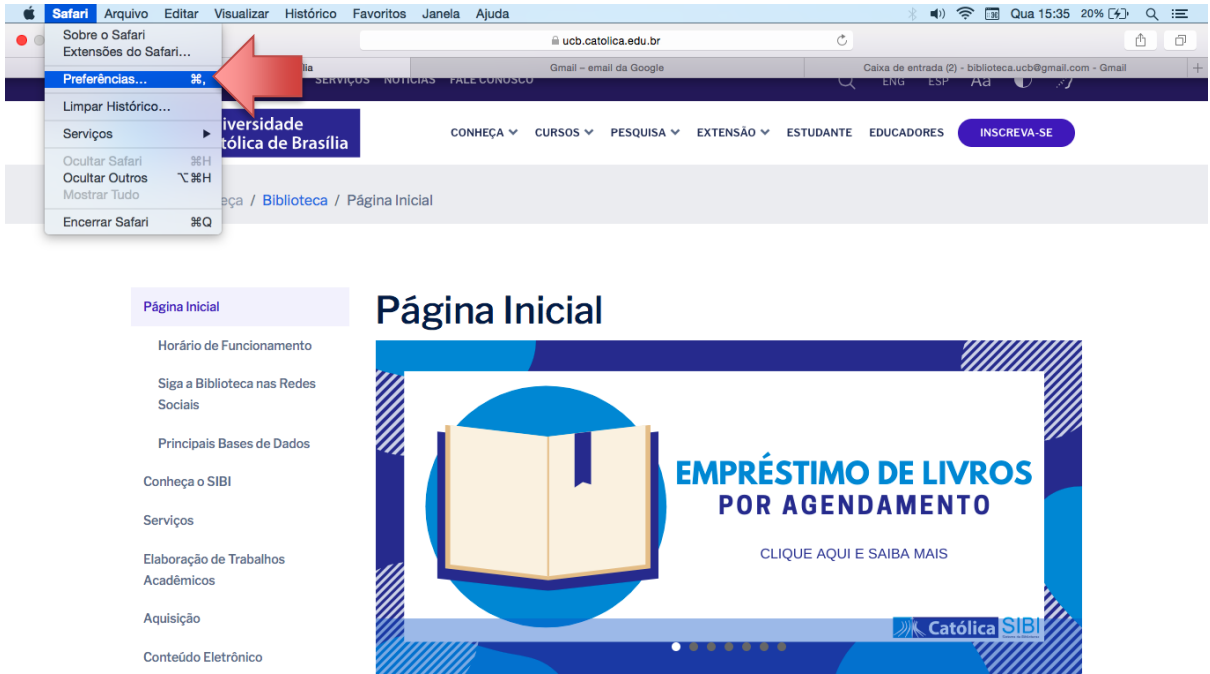 Safari Arquivo Editar Visualizar Histórico Favoritos Janela Ajuda Qua 15:35 20%
Sobre o Safari
Extensões do Safari...
Preferências... ⌘,
Limpar Histórico...
Serviços
Ocultar Safari ⌘H
Ocultar Outros ⌥⌘H
Mostrar Tudo
Encerrar Safari ⌘Q
ucb.catolica.edu.br
Gmail – email da Google
Caixa de entrada (2) - biblioteca.ucb@gmail.com - Gmail
SERVIÇOS NOTÍCIAS FALE CONOSCO ENG ESP Aa
iversidade
tólica de Brasília
CONHEÇA CURSOS PESQUISA EXTENSÃO ESTUDANTE EDUCADORES INSCREVA-SE
eça / Biblioteca / Página Inicial
Página Inicial
Horário de Funcionamento
Siga a Biblioteca nas Redes
Sociais
Principais Bases de Dados
Conheça o SIBI
Serviços
Elaboração de Trabalhos
Acadêmicos
Aquisição
Conteúdo Eletrônico
Página Inicial
EMPRÉSTIMO DE LIVROS
POR AGENDAMENTO
CLIQUE AQUI E SAIBA MAIS
Católica SIBI